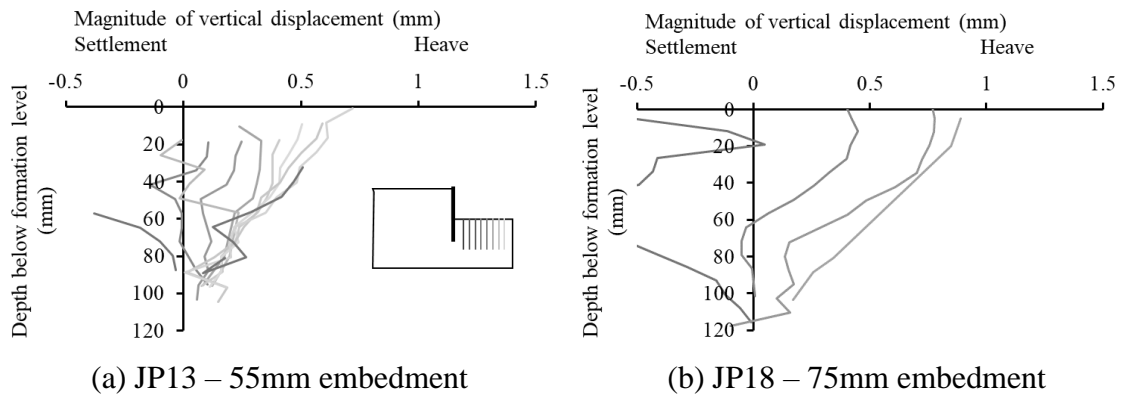 Magnitude of vertical displacement (mm)
Settlement Heave
-0.5 0 0.5 1 1.5
0
20
40
60
80
100
120
Depth below formation level
(mm)
(a) JP13 – 55mm embedment
Magnitude of vertical displacement (mm)
Settlement Heave
-0.5 0 0.5 1 1.5
0
20
40
60
80
100
120
Depth below formation level
(mm)
(b) JP18 – 75mm embedment